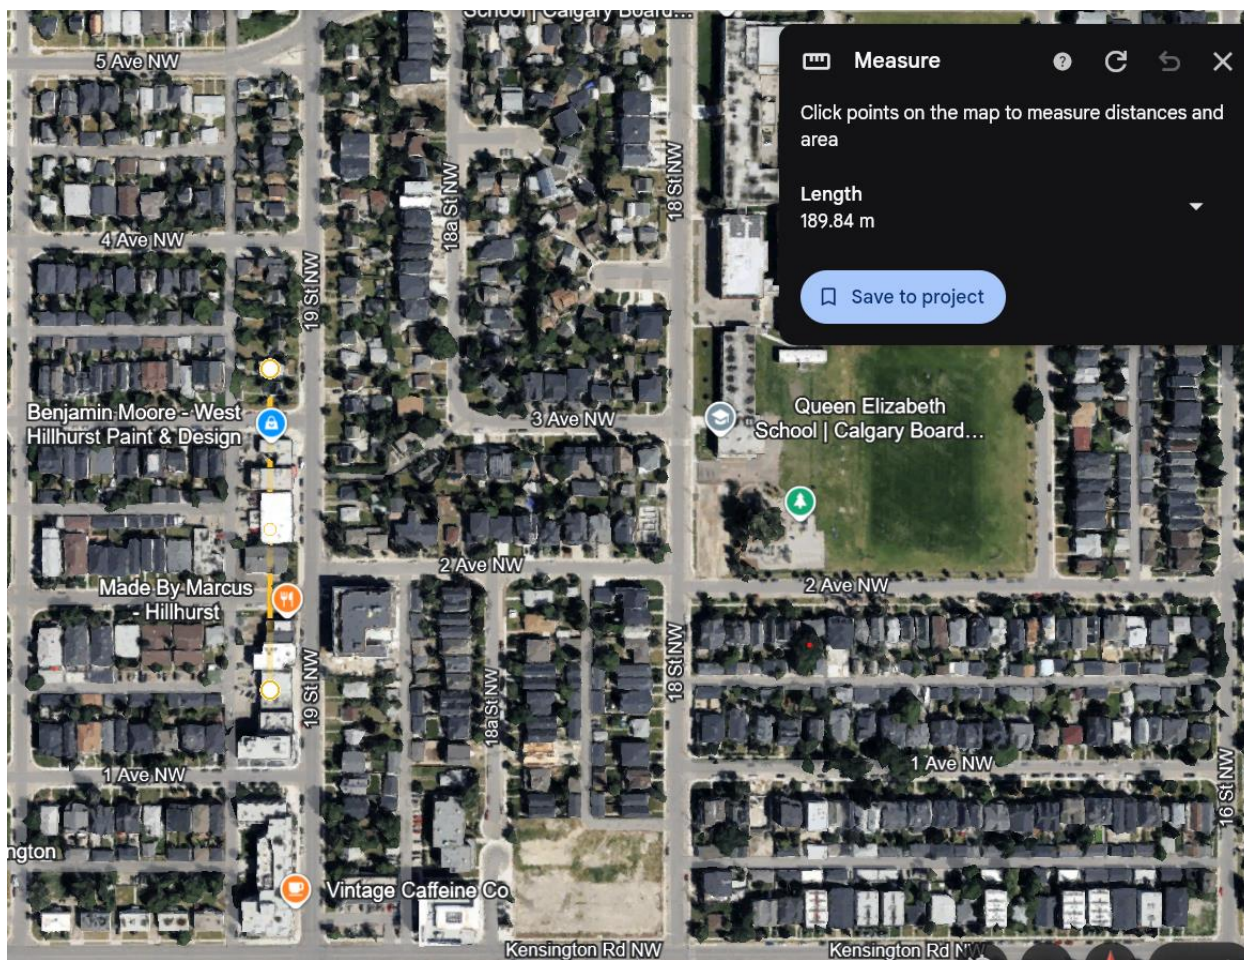 School | Calgary Board...
5 Ave NW
Measure
Click points on the map to measure distances and
area
Length
189.84 m
Save to project
18a St NW
18 St NW
4 Ave NW
19 St NW
Benjamin Moore - West
Hillhurst Paint & Design
3 Ave NW
Queen Elizabeth
School | Calgary Board...
2 Ave NW
2 Ave NW
Made By Marcus
- Hillhurst
19 St NW
18a St NW
18 St NW
1 Ave NW
1 Ave NW
16 St NW
ngton
Vintage Caffeine Co
Kensington Rd NW
Kensington Rd NW